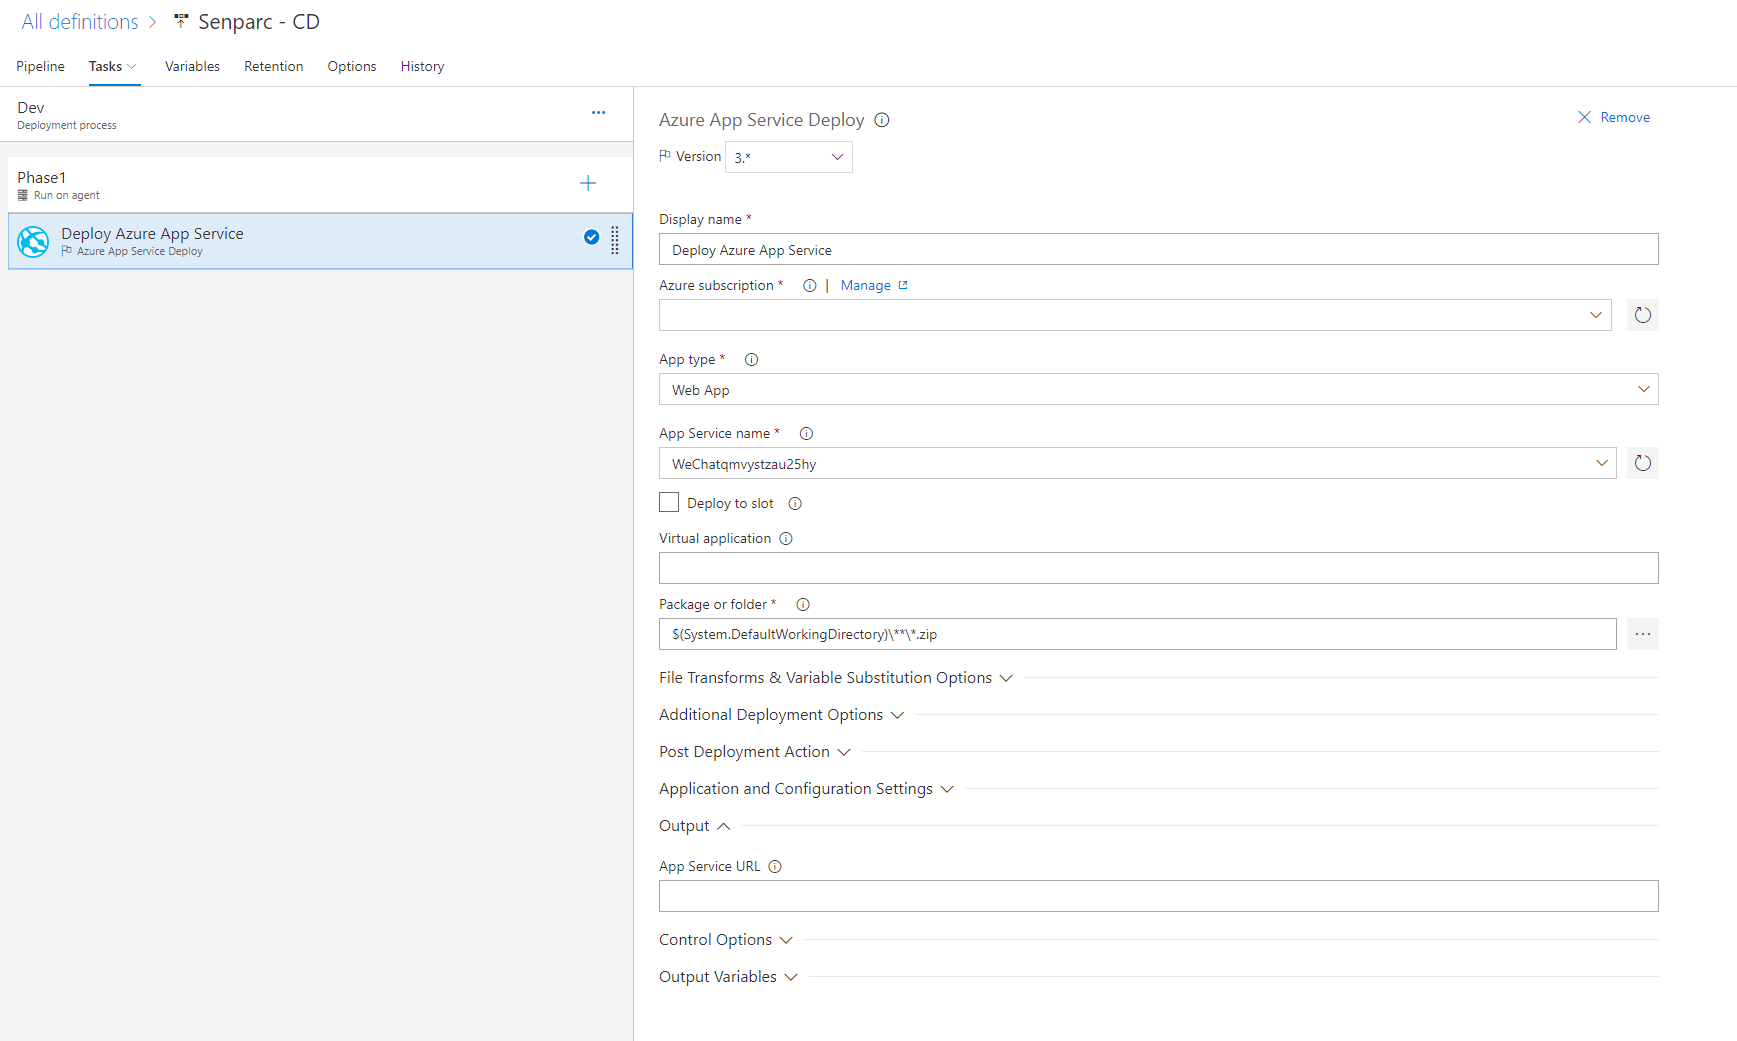 All definitions > Senparc - CD
Pipeline Tasks Variables Retention Options History
Dev
Deployment process
...
Phase1
Run on agent
Deploy Azure App Service
Azure App Service Deploy
Azure App Service Deploy
Remove
Version 3.*
Display name *
Deploy Azure App Service
Azure subscription * | Manage
App type *
Web App
App Service name *
WeChatqmvystzau25hy
Deploy to slot
Virtual application
Package or folder *
$(System.DefaultWorkingDirectory)\**\*.zip
...
File Transforms & Variable Substitution Options
Additional Deployment Options
Post Deployment Action
Application and Configuration Settings
Output
App Service URL
Control Options
Output Variables